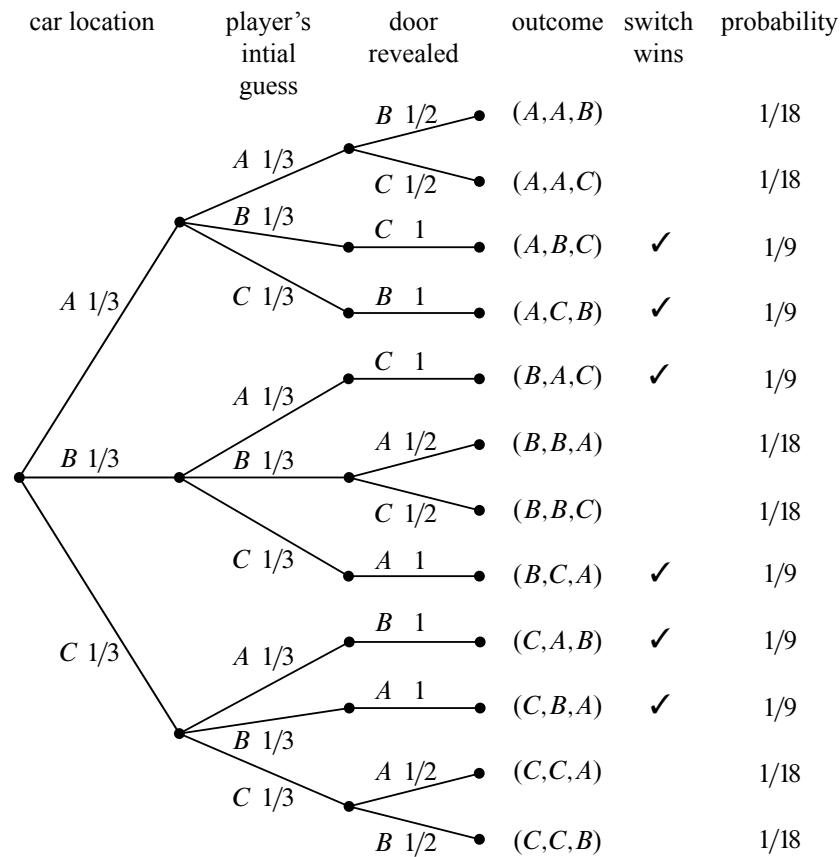 car location player's door outcome switch probability
intial revealed wins
guess
B 1/2 (A,A,B) 1/18
A 1/3
C 1/2 (A,A,C) 1/18
B 1/3 C 1 (A,B,C) ✓ 1/9
A 1/3 C 1/3 B 1 (A,C,B) ✓ 1/9
C 1 (B,A,C) ✓ 1/9
A 1/3
A 1/2 (B,B,A) 1/18
B 1/3 B 1/3
C 1/2 (B,B,C) 1/18
C 1/3 A 1 (B,C,A) ✓ 1/9
B 1 (C,A,B) ✓ 1/9
C 1/3 A 1/3
A 1 (C,B,A) ✓ 1/9
B 1/3
A 1/2 (C,C,A) 1/18
C 1/3
B 1/2 (C,C,B) 1/18